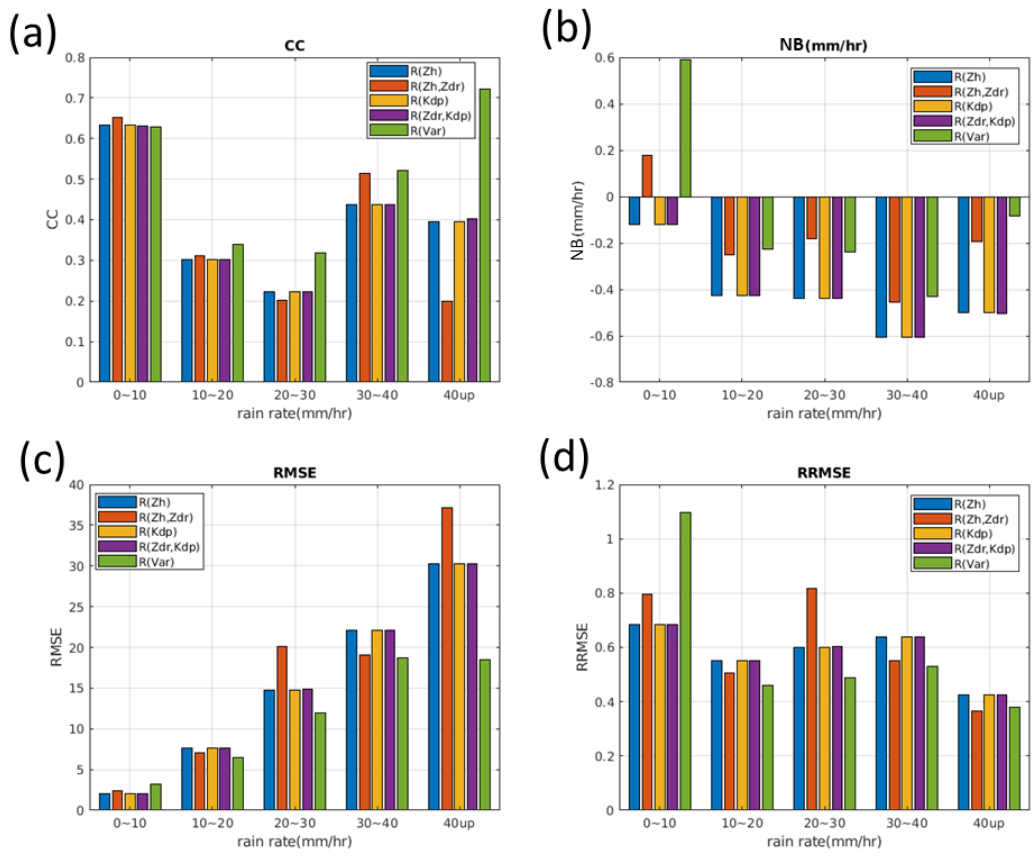 (a)
CC
0.8
0.7
0.6
0.5
0.4
0.3
0.2
0.1
0
CC
R(Zh)
R(Zh,Zdr)
R(Kdp)
R(Zdr,Kdp)
R(Var)
0~10 10~20 20~30 30~40 40up
rain rate(mm/hr)
(b)
NB(mm/hr)
0.6
0.4
0.2
0
-0.2
-0.4
-0.6
-0.8
NB(mm/hr)
R(Zh)
R(Zh,Zdr)
R(Kdp)
R(Zdr,Kdp)
R(Var)
0~10 10~20 20~30 30~40 40up
rain rate(mm/hr)
(c)
RMSE
40
35
30
25
20
15
10
5
0
RMSE
R(Zh)
R(Zh,Zdr)
R(Kdp)
R(Zdr,Kdp)
R(Var)
0~10 10~20 20~30 30~40 40up
rain rate(mm/hr)
(d)
RRMSE
1.2
1
0.8
0.6
0.4
0.2
0
RRMSE
R(Zh)
R(Zh,Zdr)
R(Kdp)
R(Zdr,Kdp)
R(Var)
0~10 10~20 20~30 30~40 40up
rain rate(mm/hr)